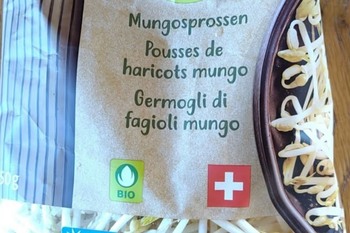 Mungosprossen
Pousses de
haricots mungo
Germogli di
fagioli mungo
BIO